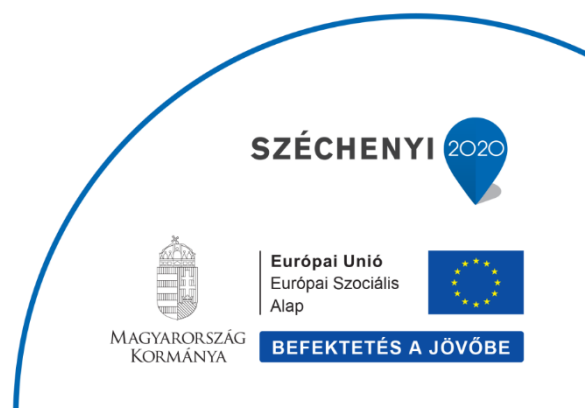 SZÉCHENYI 2020
Európai Unió
Európai Szociális
Alap
MAGYARORSZÁG
KORMÁNYA
BEFEKTETÉS A JÖVŐBE